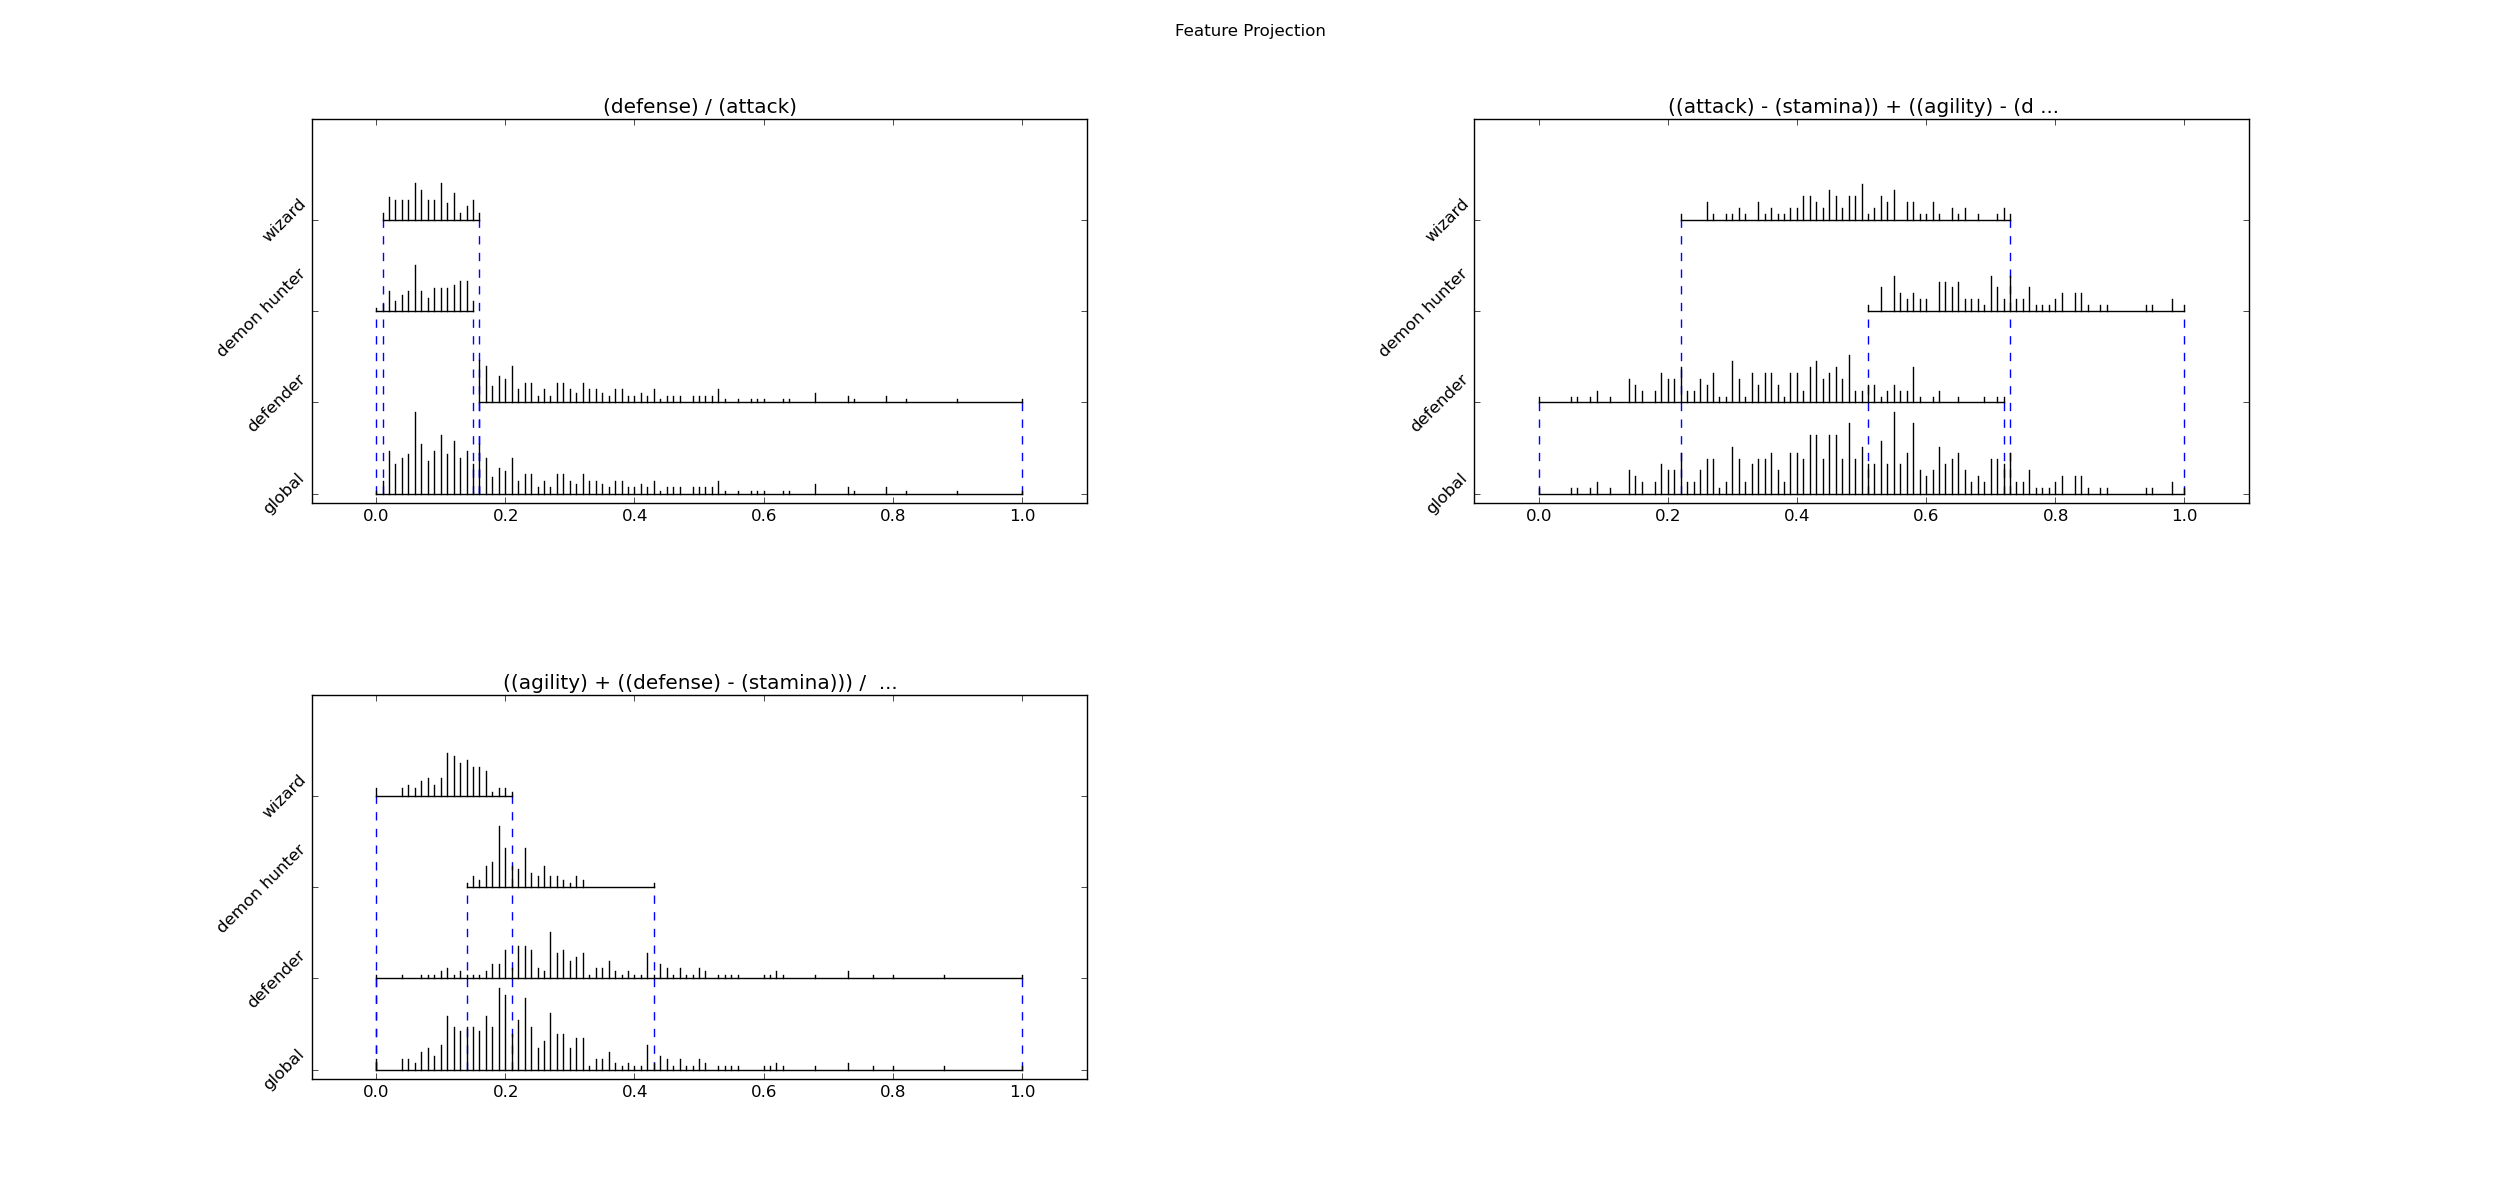 Feature Projection
(defense) / (attack)
wizard
demon hunter
defender
global
0.0 0.2 0.4 0.6 0.8 1.0
((attack) - (stamina)) + ((agility) - (d ...
wizard
demon hunter
defender
global
0.0 0.2 0.4 0.6 0.8 1.0
((agility) + ((defense) - (stamina))) /  ...
wizard
demon hunter
defender
global
0.0 0.2 0.4 0.6 0.8 1.0